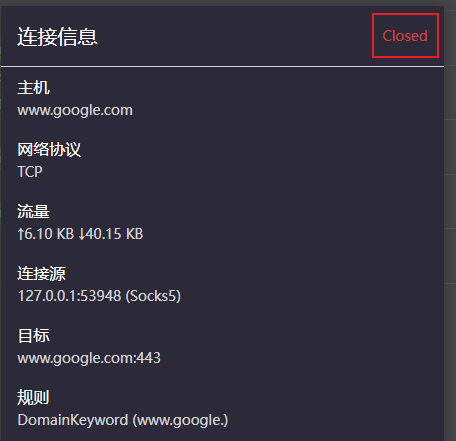 连接信息
Closed
主机
www.google.com
网络协议
TCP
流量
↑6.10 KB ↓40.15 KB
连接源
127.0.0.1:53948 (Socks5)
目标
www.google.com:443
规则
DomainKeyword (www.google.)